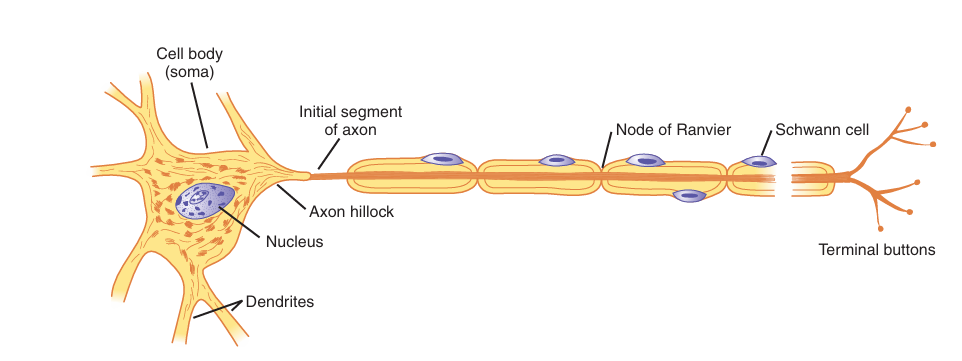 Cell body
(soma)
Initial segment
of axon
Node of Ranvier
Schwann cell
Axon hillock
Nucleus
Terminal buttons
Dendrites